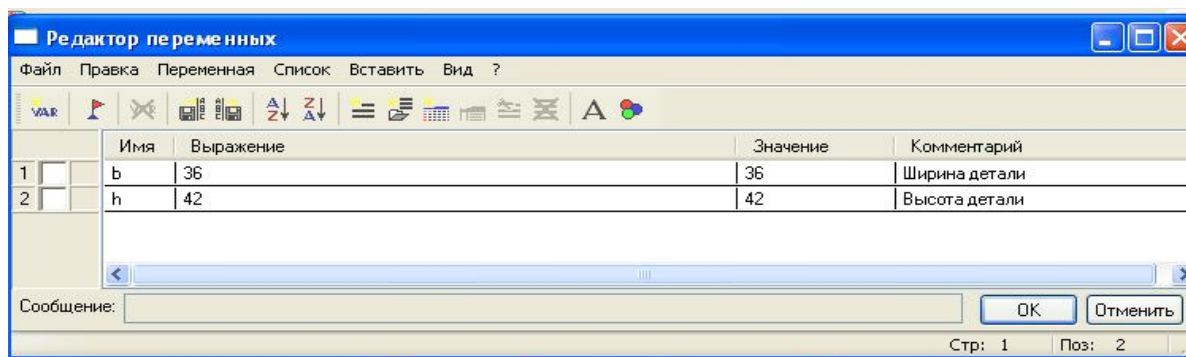 Редактор переменных
Файл Правка Переменная Список Вставить Вид ?
VAR A Z Z A A
Имя Выражение Значение Комментарий
1 b 36 36 Ширина детали
2 h 42 42 Высота детали
Сообщение: OK Отменить
Стр: 1 Поз: 2